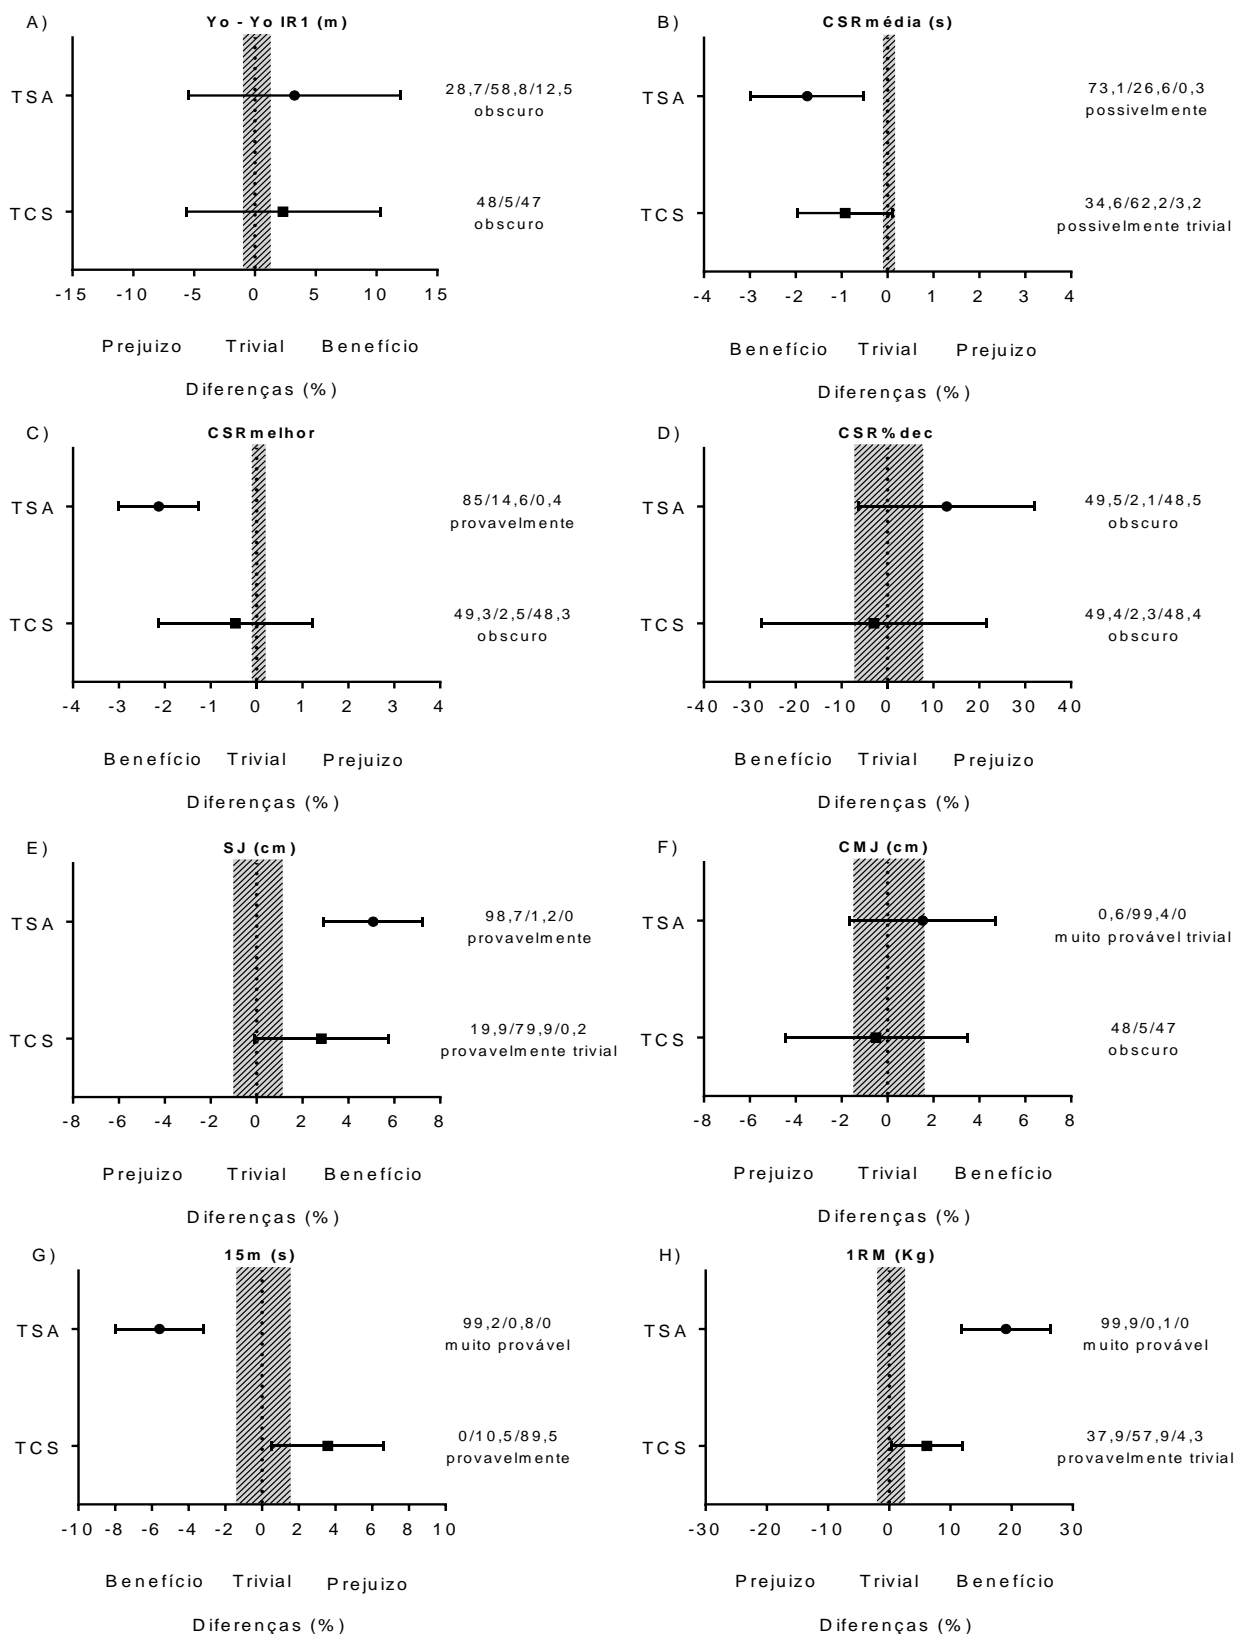 A)
Yo - Yo IR1 (m)
TSA
28,7/58,8/12,5
obscuro
TCS
48/5/47
obscuro
-15 -10 -5 0 5 10 15
Prejuizo Trivial Benefício
Diferenças (%)
B)
CSRmédia (s)
TSA
73,1/26,6/0,3
possivelmente
TCS
34,6/62,2/3,2
possivelmente trivial
-4 -3 -2 -1 0 1 2 3 4
Benefício Trivial Prejuizo
Diferenças (%)
C)
CSRmelhor
TSA
85/14,6/0,4
provavelmente
TCS
49,3/2,5/48,3
obscuro
-4 -3 -2 -1 0 1 2 3 4
Benefício Trivial Prejuizo
Diferenças (%)
D)
CSR%dec
TSA
49,5/2,1/48,5
obscuro
TCS
49,4/2,3/48,4
obscuro
-40 -30 -20 -10 0 10 20 30 40
Benefício Trivial Prejuizo
Diferenças (%)
E)
SJ (cm)
TSA
98,7/1,2/0
provavelmente
TCS
19,9/79,9/0,2
provavelmente trivial
-8 -6 -4 -2 0 2 4 6 8
Prejuizo Trivial Benefício
Diferenças (%)
F)
CMJ (cm)
TSA
0,6/99,4/0
muito provável trivial
TCS
48/5/47
obscuro
-8 -6 -4 -2 0 2 4 6 8
Prejuizo Trivial Benefício
Diferenças (%)
G)
15m (s)
TSA
99,2/0,8/0
muito provável
TCS
0/10,5/89,5
provavelmente
-10 -8 -6 -4 -2 0 2 4 6 8 10
Benefício Trivial Prejuizo
Diferenças (%)
H)
1RM (Kg)
TSA
99,9/0,1/0
muito provável
TCS
37,9/57,9/4,3
provavelmente trivial
-30 -20 -10 0 10 20 30
Prejuizo Trivial Benefício
Diferenças (%)